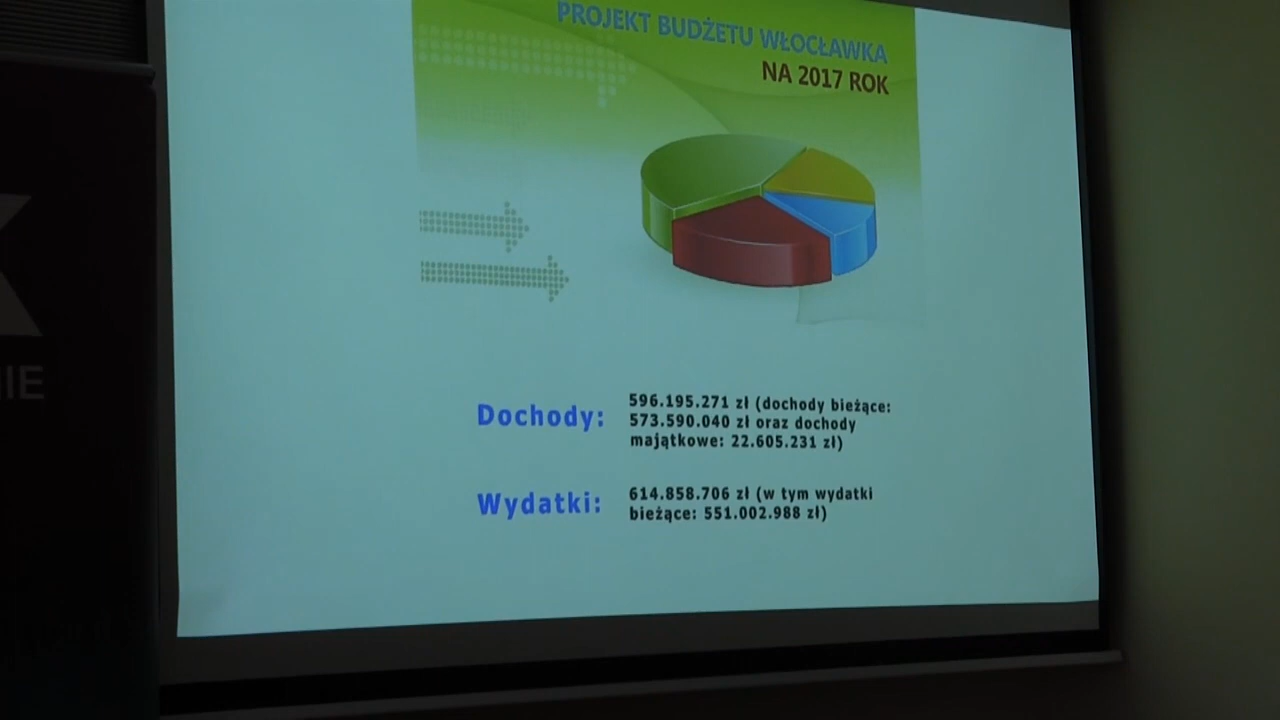 PROJEKT BUDŻETU WŁOCŁAWKA
NA 2017 ROK
Dochody:
596.195.271 zł (dochody bieżące:
573.590.040 zł oraz dochody
majątkowe: 22.605.231 zł)
Wydatki:
614.858.706 zł (w tym wydatki
bieżące: 551.002.988 zł)